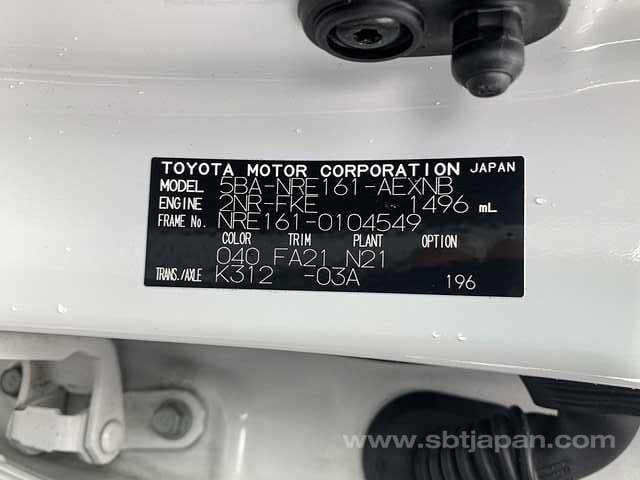 TOYOTA MOTOR CORPORATION JAPAN
MODEL 5BA-NRE161-AEXNB
ENGINE 2NR-FKE 1496 mL
FRAME No. NRE161-0104549
COLOR TRIM PLANT OPTION
040 FA21 N21
TRANS./AXLE K312 -03A 196
www.sbtjapan.com